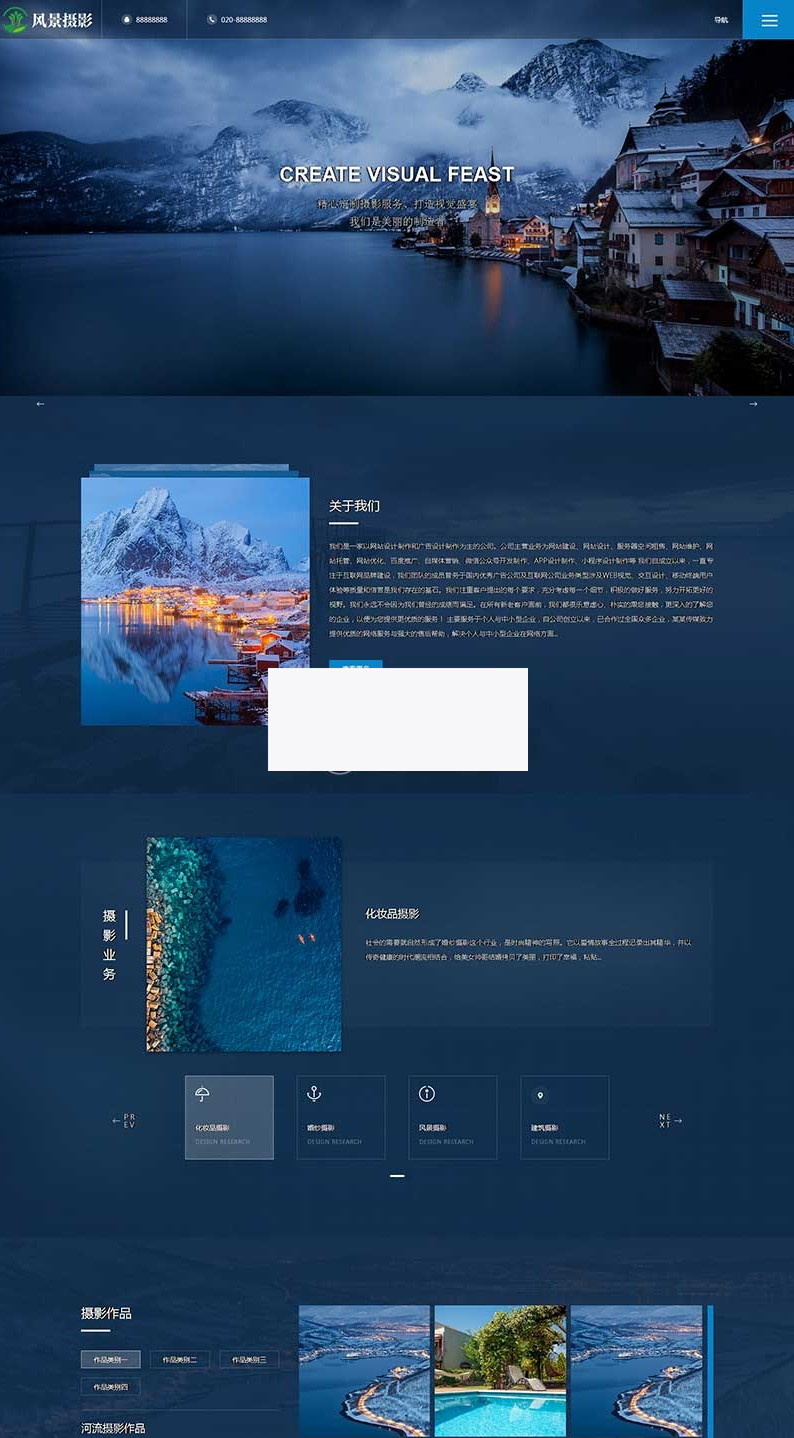 风景摄影
88888888
020-88888888
导航
CREATE VISUAL FEAST
精心定制摄影服务、打造视觉盛宴
我们是美丽的制造者
关于我们
我们是一家以网站设计制作和广告设计制作为主的公司。公司主营业务为网站建设、网站设计、服务器空间租售、网站维护、网
站托管、网站优化、百度推广、自媒体营销、微信公众号开发制作、APP设计制作、小程序设计制作等 我们自成立以来，一直专
注于互联网品牌建设，我们团队的成员曾务于国内优秀广告公司及互联网公司业务类型涉及WEB视觉、交互设计、移动终端用户
体验等质量和信誉是我们存在的基石。我们注重客户提出的每个要求，充分考虑每一个细节，积极的做好服务，努力开拓更好的
视野。我们永远不会因为我们曾经的成绩而满足。在所有新老客户面前，我们都很乐意虚心、朴实的跟您接触，更深入的了解您
的企业，以便为您提供更优质的服务！ 主要服务于个人与中小型企业，自公司创立以来，已合作过全国众多企业，某某传媒致力
提供优质的网络服务与强大的售后帮助，解决个人与中小型企业在网络方面...
摄影业务
化妆品摄影
社会的需要就自然形成了婚纱摄影这个行业，是时尚精神的写照。它以爱情故事全过程记录出其精华，并以
传奇健康的时代潮流相结合，给美女帅哥结婚拷贝了美丽，打印了幸福，粘贴...
PR
EV
化妆品摄影
DESIGN RESEARCH
婚纱摄影
DESIGN RESEARCH
风景摄影
DESIGN RESEARCH
建筑摄影
DESIGN RESEARCH
NE
XT
摄影作品
作品类别一
作品类别二
作品类别三
作品类别四
河流摄影作品